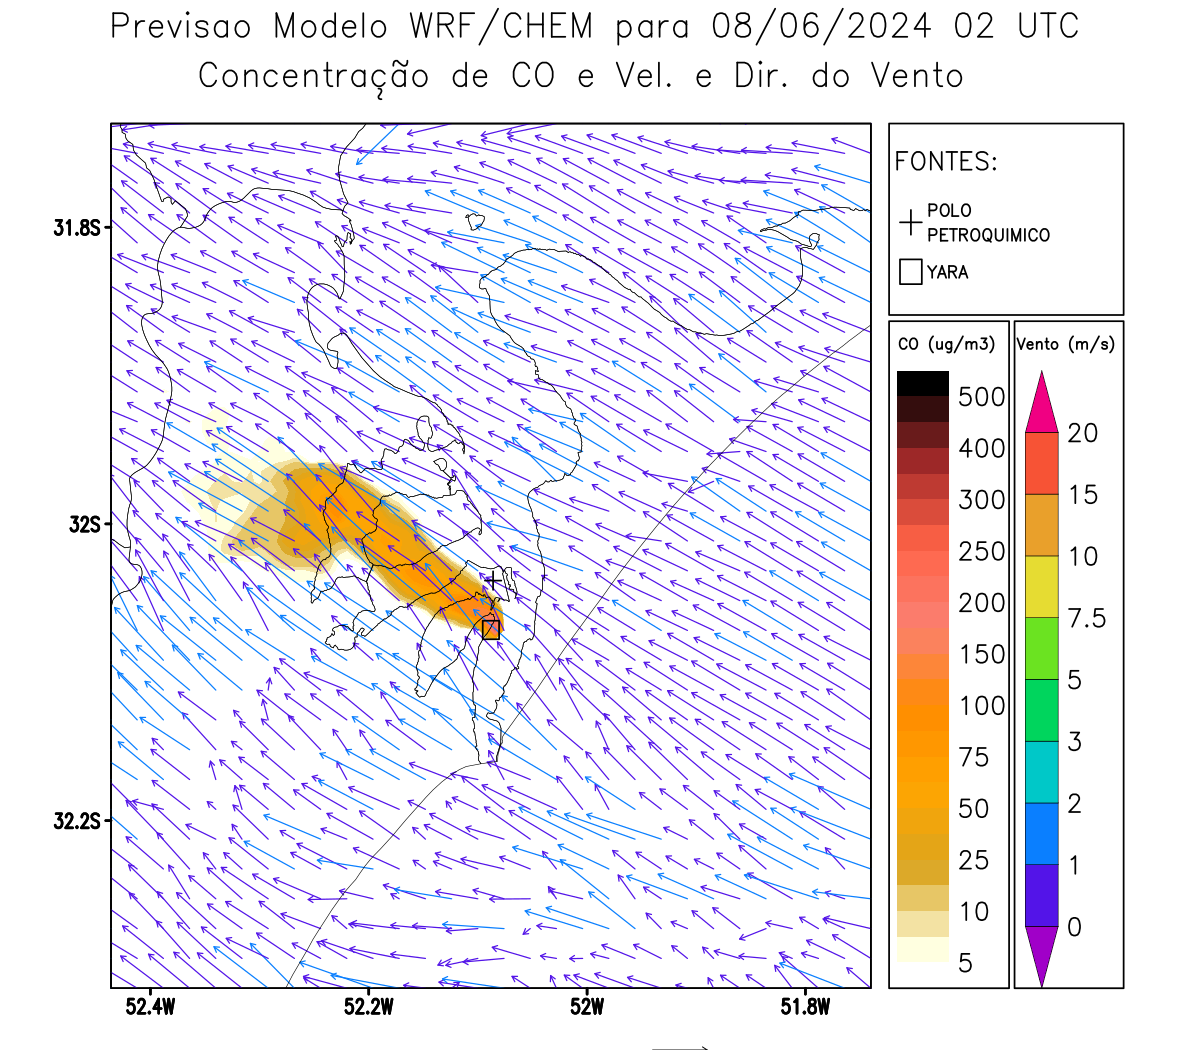 Previsao Modelo WRF/CHEM para 08/06/2024 02 UTC
Concentração de CO e Vel. e Dir. do Vento
FONTES:
POLO
PETROQUIMICO
YARA
CO (ug/m3)
500
400
300
250
200
150
100
75
50
25
10
5
Vento (m/s)
20
15
10
7.5
5
3
2
1
0
31.8S
32S
32.2S
52.4W
52.2W
52W
51.8W